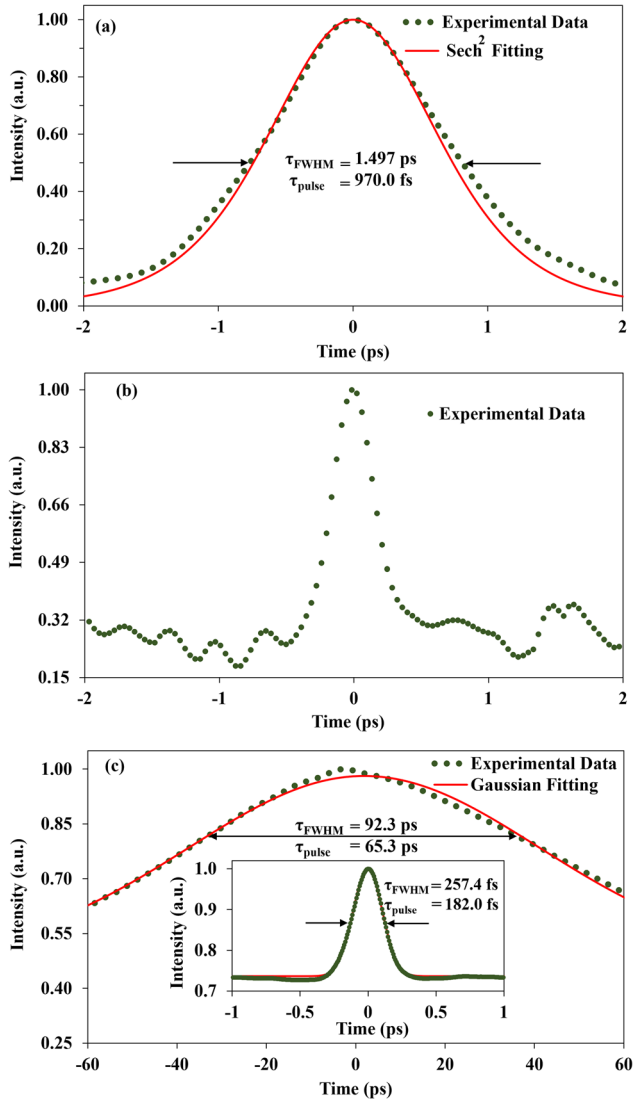 (a)
Experimental Data
Sech² Fitting
τFWHM = 1.497 ps
τpulse = 970.0 fs
Intensity (a.u.)
1.00
0.80
0.60
0.40
0.20
0.00
-2 -1 0 1 2
Time (ps)
(b)
Experimental Data
Intensity (a.u.)
1.00
0.83
0.66
0.49
0.32
0.15
-2 -1 0 1 2
Time (ps)
(c)
Experimental Data
Gaussian Fitting
τFWHM = 92.3 ps
τpulse = 65.3 ps
Intensity (a.u.)
1.00
0.85
0.70
0.55
0.40
0.25
τFWHM = 257.4 fs
τpulse = 182.0 fs
Intensity (a.u.)
1.0
0.9
0.8
0.7
-1 -0.5 0 0.5 1
Time (ps)
-60 -40 -20 0 20 40 60
Time (ps)